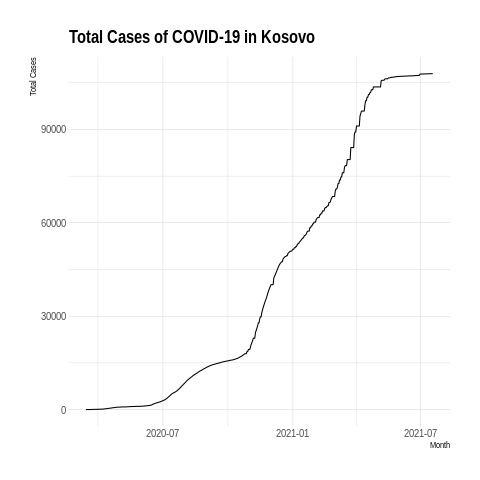 Total Cases of COVID-19 in Kosovo
Total Cases
90000
60000
30000
0
2020-07
2021-01
2021-07
Month